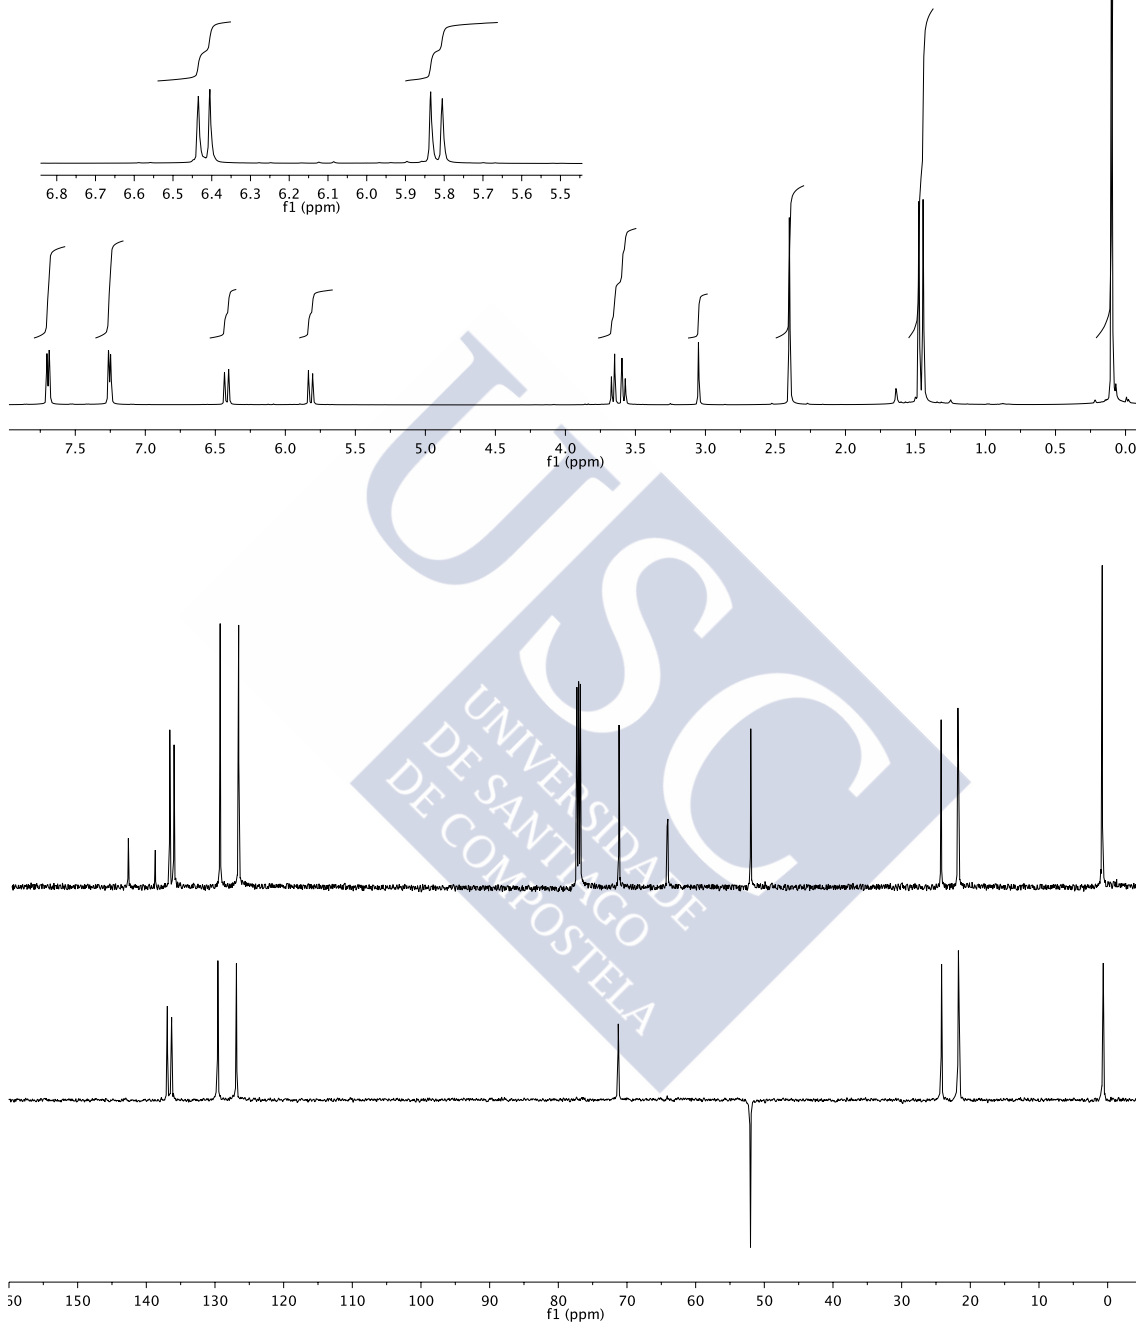 6.8 6.7 6.6 6.5 6.4 6.3 6.2 6.1 6.0 5.9 5.8 5.7 5.6 5.5
f1 (ppm)
7.5 7.0 6.5 6.0 5.5 5.0 4.5 4.0 3.5 3.0 2.5 2.0 1.5 1.0 0.5 0.0
f1 (ppm)
USC
UNIVERSIDADE
DE SANTIAGO
DE COMPOSTELA
60 150 140 130 120 110 100 90 80 70 60 50 40 30 20 10 0
f1 (ppm)